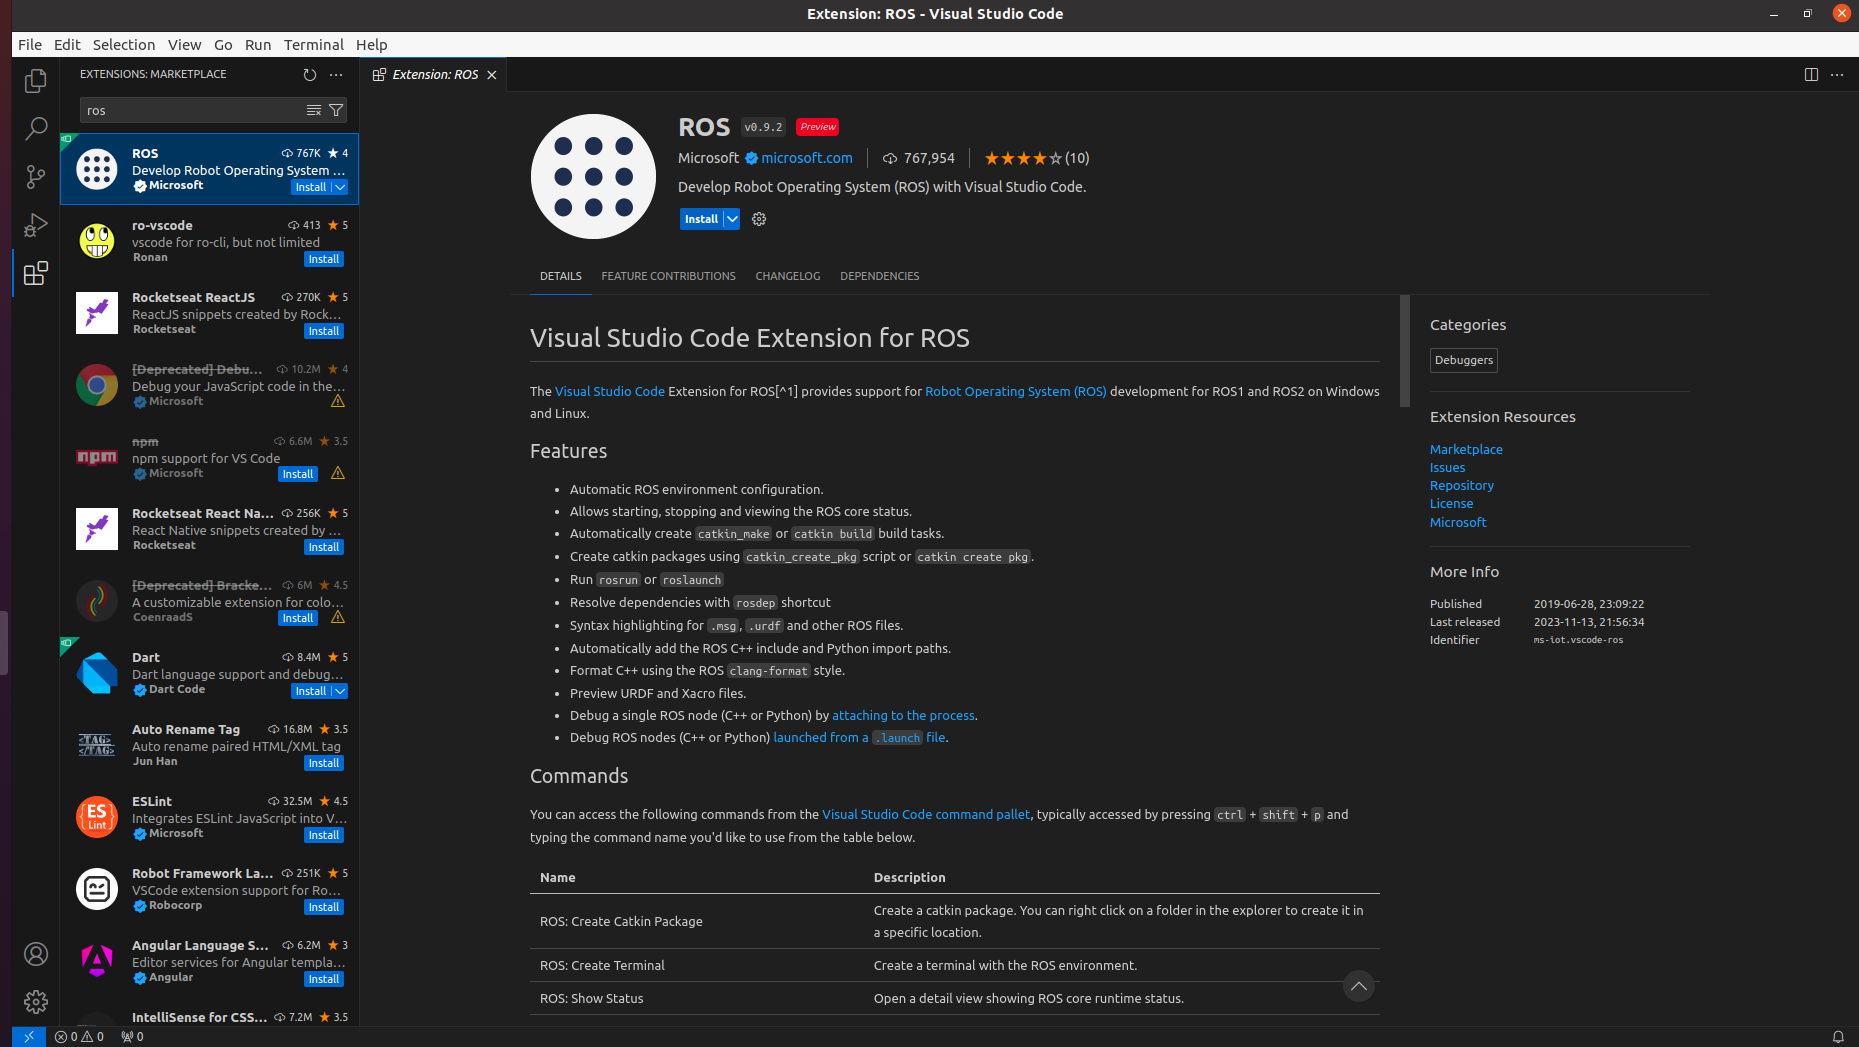 Extension: ROS - Visual Studio Code
File Edit Selection View Go Run Terminal Help
EXTENSIONS: MARKETPLACE
ros
ROS 767K 4
Develop Robot Operating System ...
Microsoft Install
ro-vscode 413 5
vscode for ro-cli, but not limited
Ronan Install
Rocketseat ReactJS 270K 5
ReactJS snippets created by Rock...
Rocketseat Install
[Deprecated] Debu... 10.2M 4
Debug your JavaScript code in the...
Microsoft
npm 6.6M 3.5
npm support for VS Code
Microsoft Install
npm
Rocketseat React Na... 256K 5
React Native snippets created by ...
Rocketseat Install
[Deprecated] Bracke... 6M 4.5
A customizable extension for colo...
CoenraadS Install
Dart 8.4M 5
Dart language support and debug...
Dart Code Install
Auto Rename Tag 16.8M 3.5
Auto rename paired HTML/XML tag
Jun Han Install
<TAG>
</TAG>
ESLint 32.5M 4.5
Integrates ESLint JavaScript into V...
Microsoft Install
{ES}
Lint
Robot Framework La... 251K 5
VSCode extension support for Ro...
Robocorp Install
Angular Language S... 6.2M 3
Editor services for Angular templa...
Angular Install
IntelliSense for CSS... 7.2M 3.5
Extension: ROS
ROS v0.9.2 Preview
Microsoft microsoft.com 767,954 (10)
Develop Robot Operating System (ROS) with Visual Studio Code.
Install
DETAILS FEATURE CONTRIBUTIONS CHANGELOG DEPENDENCIES
Visual Studio Code Extension for ROS
The Visual Studio Code Extension for ROS[^1] provides support for Robot Operating System (ROS) development for ROS1 and ROS2 on Windows
and Linux.
Features
• Automatic ROS environment configuration.
• Allows starting, stopping and viewing the ROS core status.
• Automatically create catkin_make or catkin build build tasks.
• Create catkin packages using catkin_create_pkg script or catkin create pkg.
• Run rosrun or roslaunch
• Resolve dependencies with rosdep shortcut
• Syntax highlighting for .msg, .urdf and other ROS files.
• Automatically add the ROS C++ include and Python import paths.
• Format C++ using the ROS clang-format style.
• Preview URDF and Xacro files.
• Debug a single ROS node (C++ or Python) by attaching to the process.
• Debug ROS nodes (C++ or Python) launched from a .launch file.
Commands
You can access the following commands from the Visual Studio Code command pallet, typically accessed by pressing ctrl + shift + p and
typing the command name you'd like to use from the table below.
Name Description
ROS: Create Catkin Package Create a catkin package. You can right click on a folder in the explorer to create it in
a specific location.
ROS: Create Terminal Create a terminal with the ROS environment.
ROS: Show Status Open a detail view showing ROS core runtime status.
Categories
Debuggers
Extension Resources
Marketplace
Issues
Repository
License
Microsoft
More Info
Published 2019-06-28, 23:09:22
Last released 2023-11-13, 21:56:34
Identifier ms-iot.vscode-ros
0 0 0